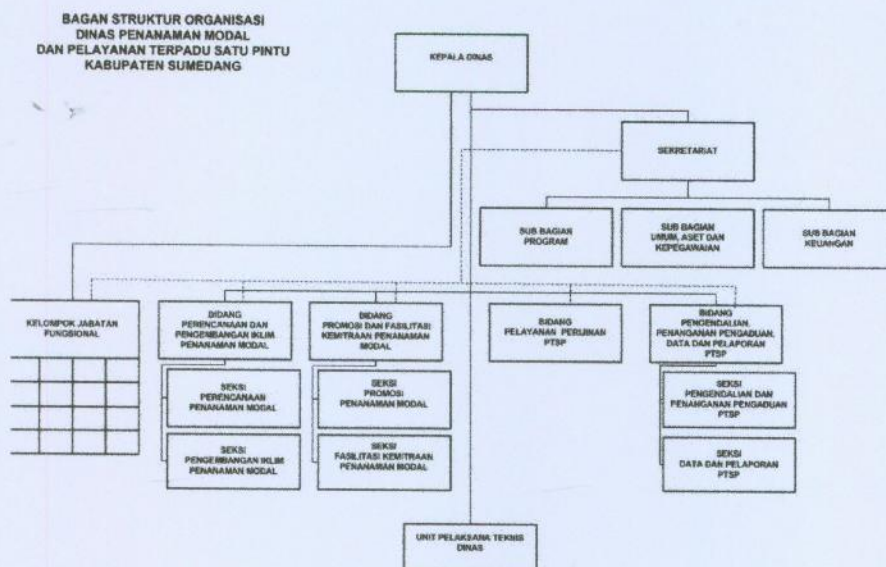 BAGAN STRUKTUR ORGANISASI
DINAS PENANAMAN MODAL
DAN PELAYANAN TERPADU SATU PINTU
KABUPATEN SUMEDANG
KEPALA DINAS
SEKRETARIAT
SUB BAGIAN
PROGRAM
SUB BAGIAN
UMUM, ASET DAN
KEPEGAWAIAN
SUB BAGIAN
KEUANGAN
KELOMPOK JABATAN
FUNGSIONAL
BIDANG
PERENCANAAN DAN
PENGEMBANGAN IKLIM
PENANAMAN MODAL
BIDANG
PROMOSI DAN FASILITASI
KEMITRAAN PENANAMAN
MODAL
BIDANG
PELAYANAN PERIJINAN
PTSP
BIDANG
PENGENDALIAN,
PENANGANAN PENGADUAN,
DATA DAN PELAPORAN
PTSP
SEKSI
PERENCANAAN
PENANAMAN MODAL
SEKSI
PROMOSI
PENANAMAN MODAL
SEKSI
PENGENDALIAN DAN
PENANGANAN PENGADUAN
PTSP
SEKSI
PENGEMBANGAN IKLIM
PENANAMAN MODAL
SEKSI
FASILITASI KEMITRAAN
PENANAMAN MODAL
SEKSI
DATA DAN PELAPORAN
PTSP
UNIT PELAKSANA TEKNIS
DINAS